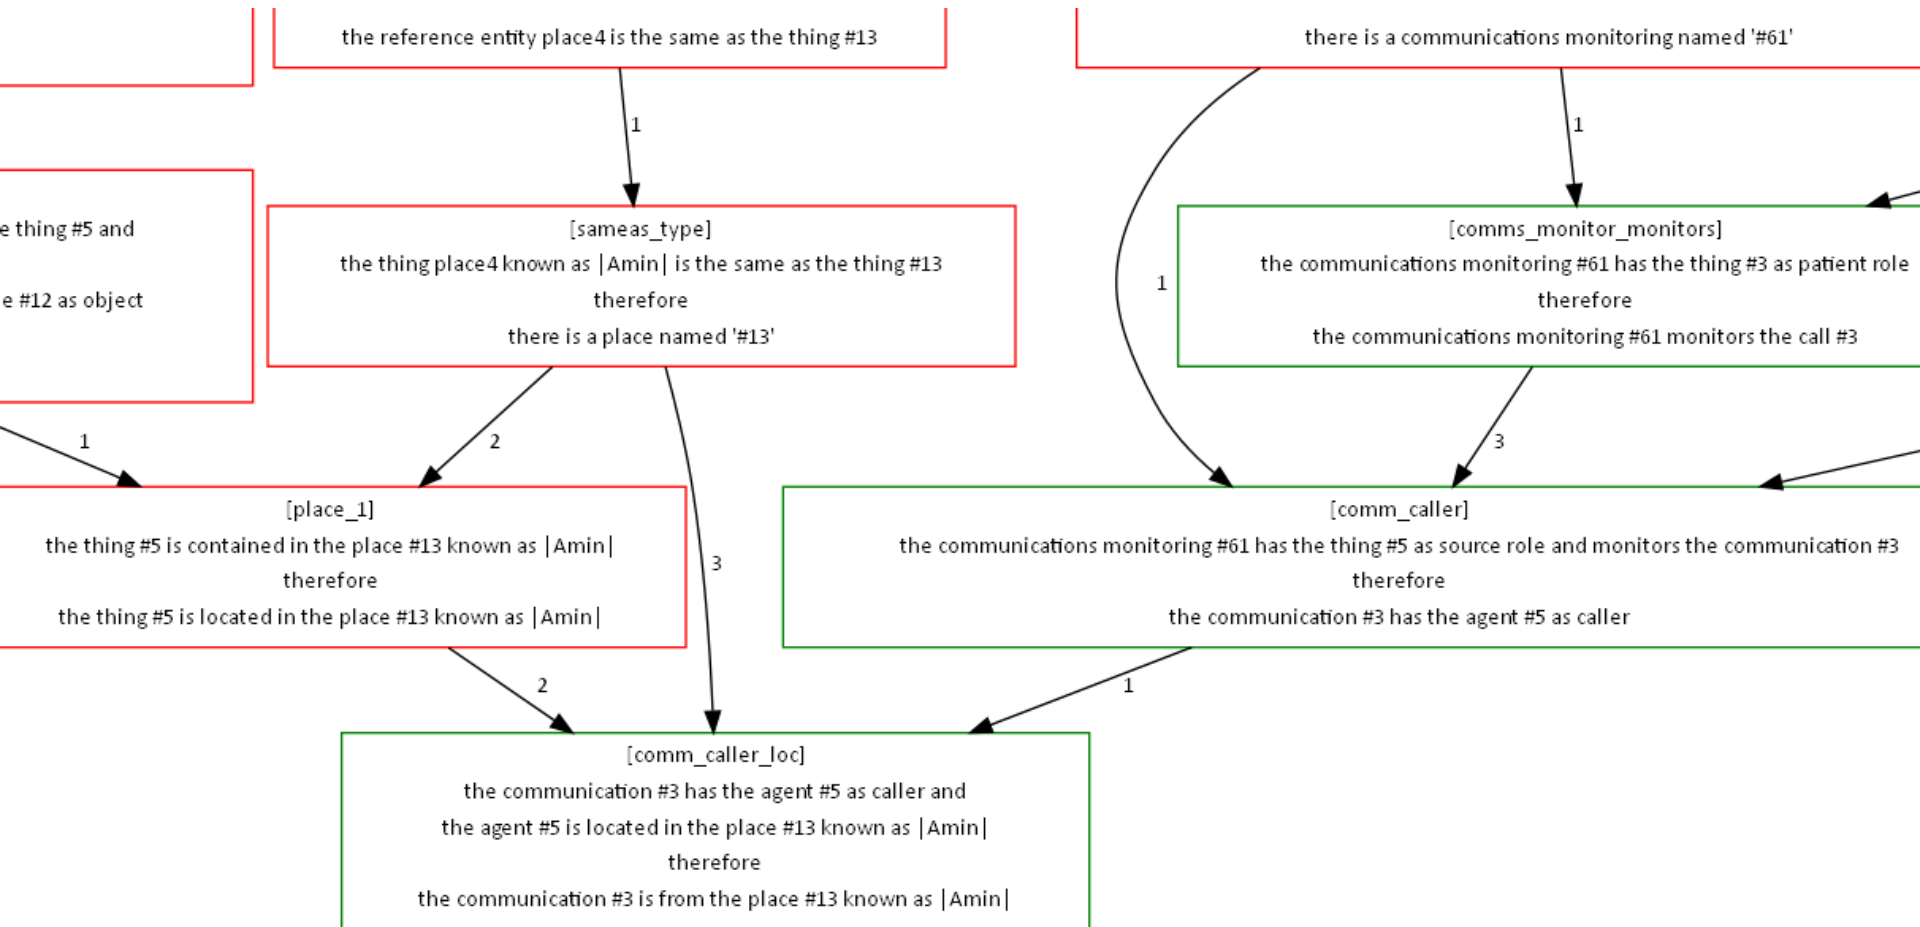 the reference entity place4 is the same as the thing #13
there is a communications monitoring named '#61'
1
1
e thing #5 and
e #12 as object
[sameas_type]
the thing place4 known as |Amin| is the same as the thing #13
therefore
there is a place named '#13'
1
[comms_monitor_monitors]
the communications monitoring #61 has the thing #3 as patient role
therefore
the communications monitoring #61 monitors the call #3
1
2
3
[place_1]
the thing #5 is contained in the place #13 known as |Amin|
therefore
the thing #5 is located in the place #13 known as |Amin|
3
[comm_caller]
the communications monitoring #61 has the thing #5 as source role and monitors the communication #3
therefore
the communication #3 has the agent #5 as caller
2
1
[comm_caller_loc]
the communication #3 has the agent #5 as caller and
the agent #5 is located in the place #13 known as |Amin|
therefore
the communication #3 is from the place #13 known as |Amin|